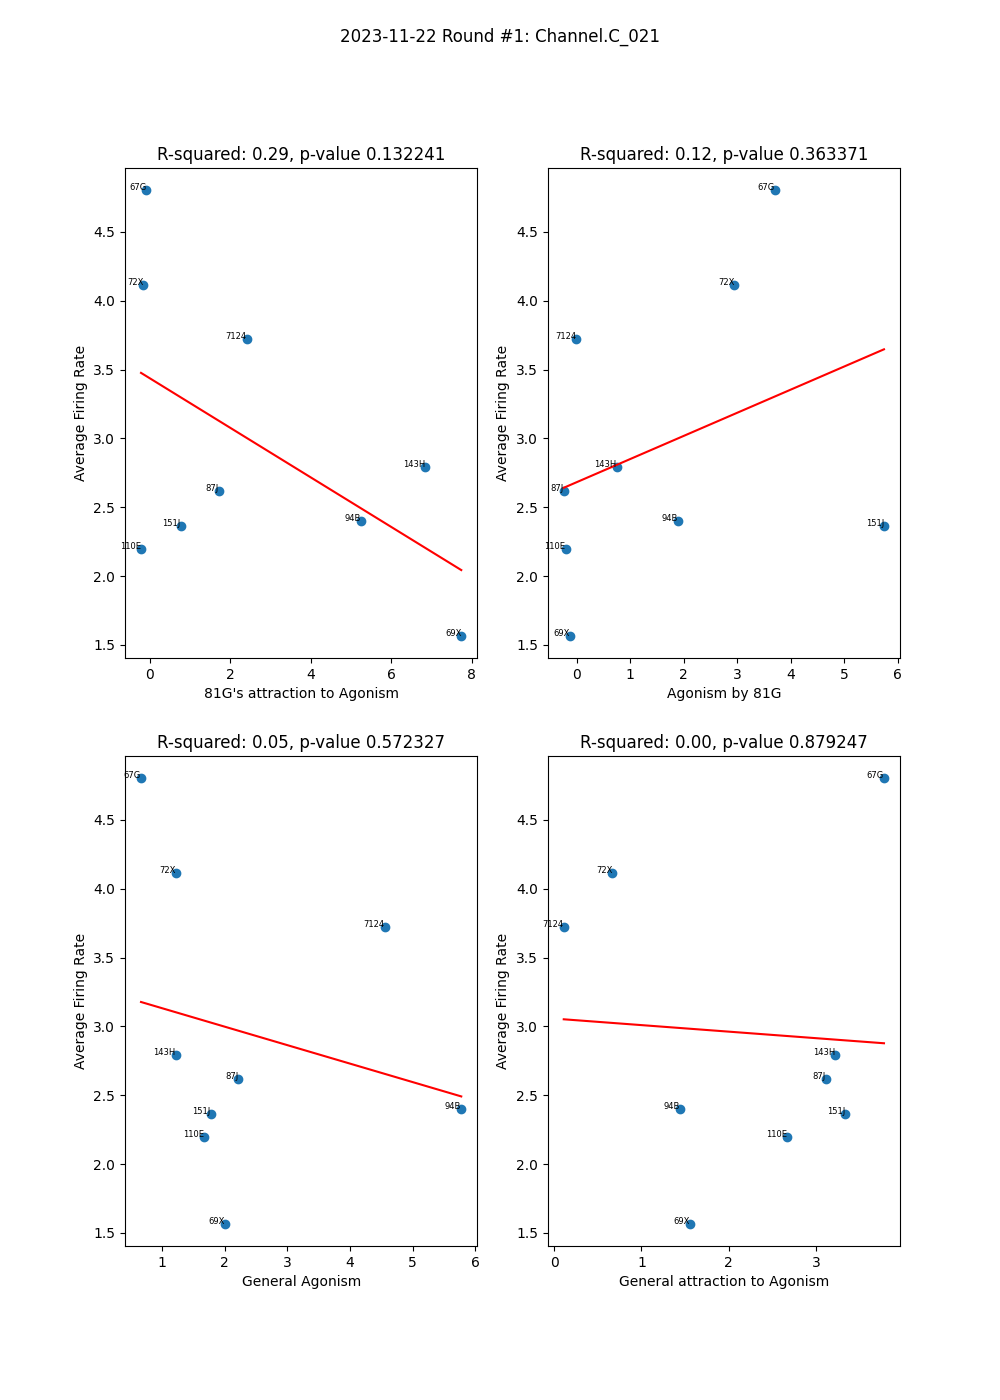 2023-11-22 Round #1: Channel.C_021
R-squared: 0.29, p-value 0.132241
Average Firing Rate
4.5
4.0
3.5
3.0
2.5
2.0
1.5
67G
72X
7124
143H
87J
94B
151J
110E
69X
0 2 4 6 8
81G's attraction to Agonism
R-squared: 0.12, p-value 0.363371
Average Firing Rate
4.5
4.0
3.5
3.0
2.5
2.0
1.5
67G
72X
7124
143H
87J
94B
151J
110E
69X
0 1 2 3 4 5 6
Agonism by 81G
R-squared: 0.05, p-value 0.572327
Average Firing Rate
4.5
4.0
3.5
3.0
2.5
2.0
1.5
67G
72X
7124
143H
87J
94B
151J
110E
69X
1 2 3 4 5 6
General Agonism
R-squared: 0.00, p-value 0.879247
Average Firing Rate
4.5
4.0
3.5
3.0
2.5
2.0
1.5
67G
72X
7124
143H
87J
94B
151J
110E
69X
0 1 2 3
General attraction to Agonism